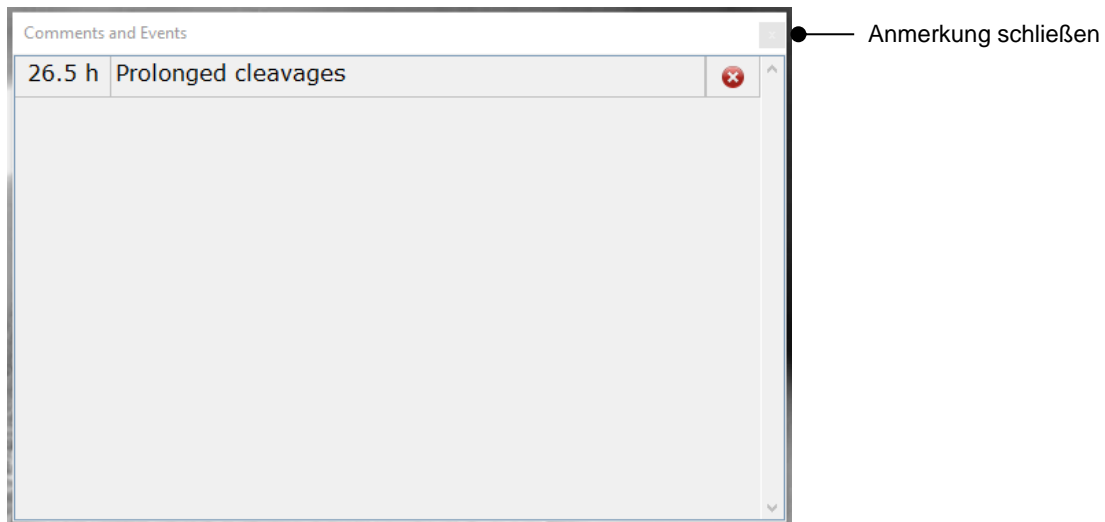 Comments and Events
Anmerkung schließen
26.5 h Prolonged cleavages